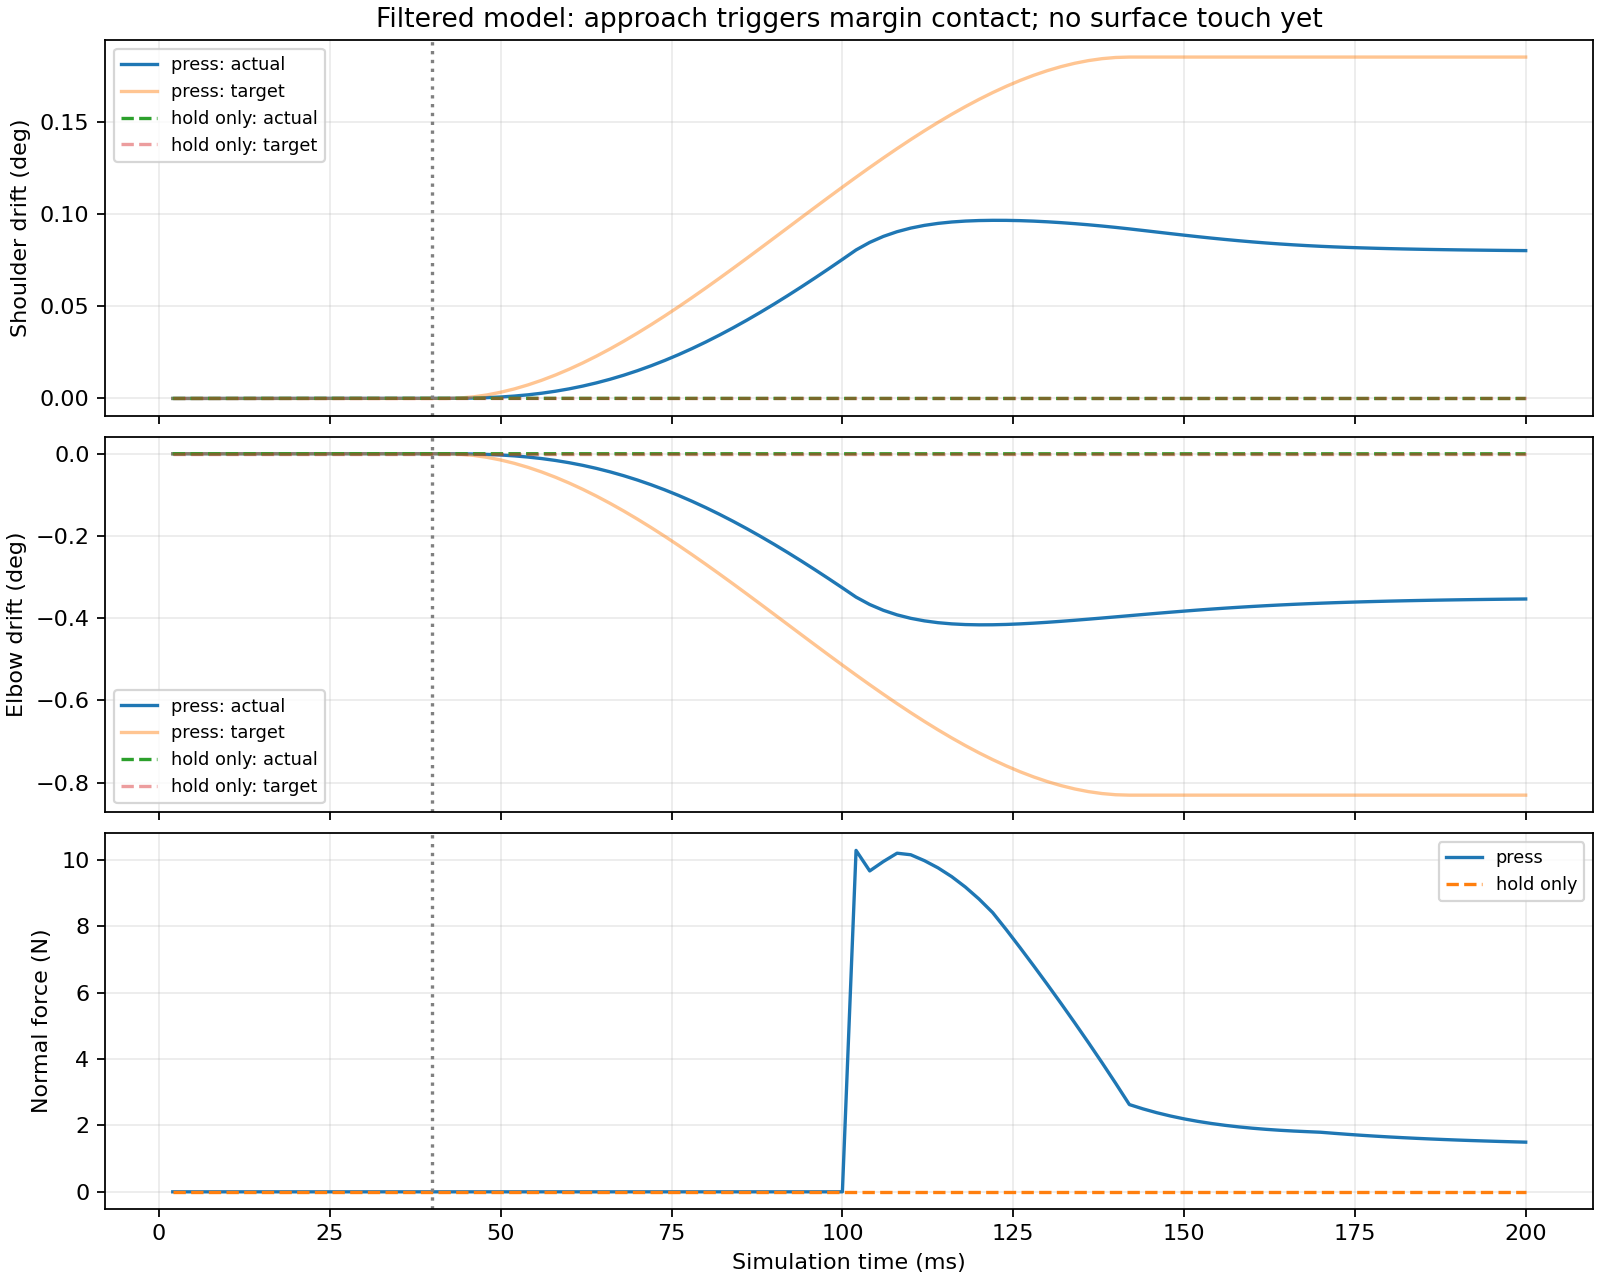 Filtered model: approach triggers margin contact; no surface touch yet
Shoulder drift (deg)
0.15
0.10
0.05
0.00
press: actual
press: target
hold only: actual
hold only: target
Elbow drift (deg)
0.0
−0.2
−0.4
−0.6
−0.8
press: actual
press: target
hold only: actual
hold only: target
Normal force (N)
10
8
6
4
2
0
press
hold only
0 25 50 75 100 125 150 175 200
Simulation time (ms)